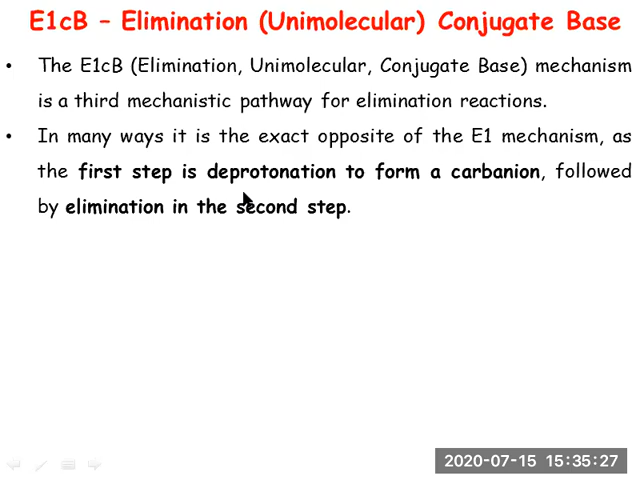 E1cB – Elimination (Unimolecular) Conjugate Base
• The E1cB (Elimination, Unimolecular, Conjugate Base) mechanism
is a third mechanistic pathway for elimination reactions.
• In many ways it is the exact opposite of the E1 mechanism, as
the first step is deprotonation to form a carbanion, followed
by elimination in the second step.
2020-07-15 15:35:27